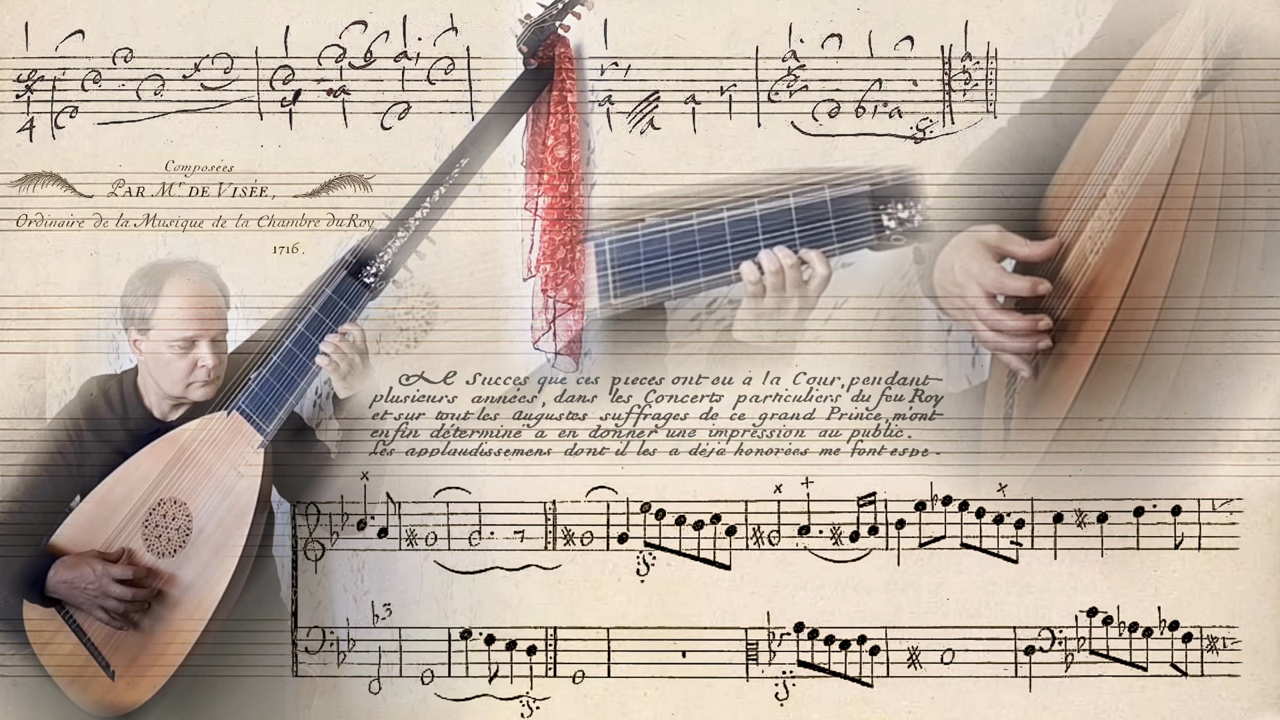 Composées
PAR Mr DE VISÉE,
Ordinaire de la Musique de la Chambre du Roy
1716.
Le Succès que ces pieces ont eu à la Cour, pendant
plusieurs années, dans les Concerts particuliers du feu Roy
et sur tout les augustes suffrages de ce grand Prince, m'ont
enfin déterminé a en donner une impression au public.
les applaudissemens dont il les a déja honorées me font espe-